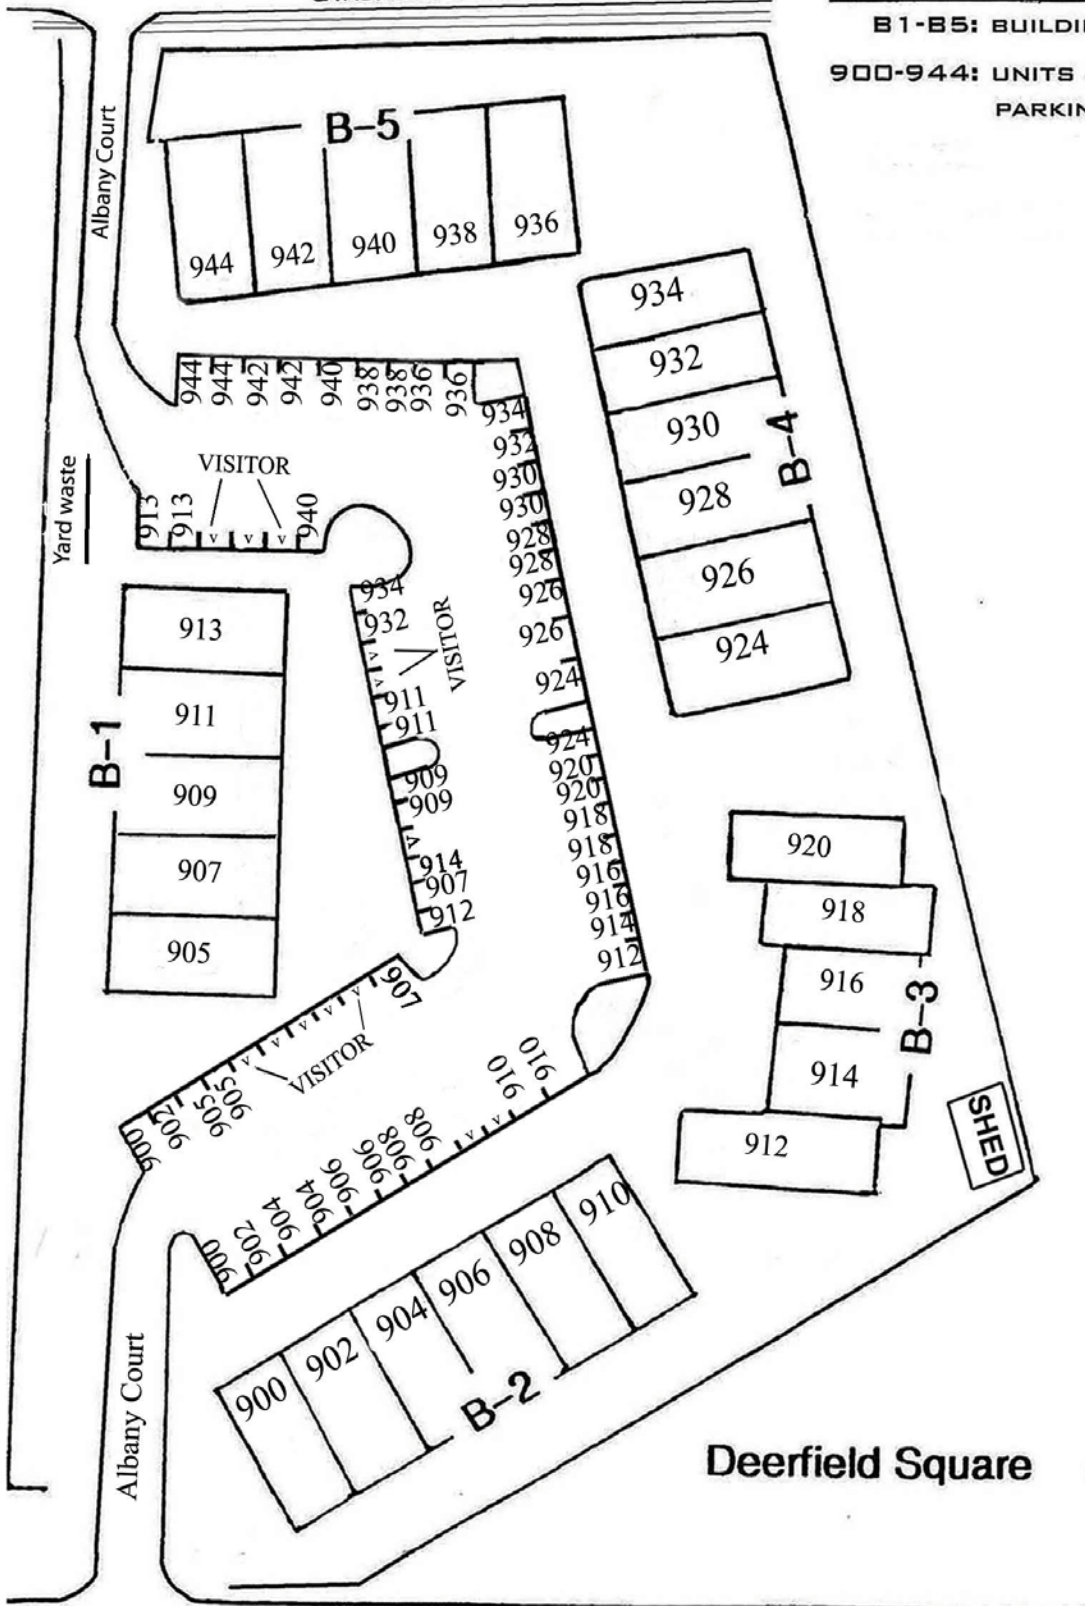 B1-B5: BUILDI
900-944: UNITS
PARKIN
Albany Court
B-5
944
942
940
938
936
934
932
930
928
926
924
B-4
944
944
942
942
940
938
938
936
936
934
932
930
930
928
928
926
926
924
924
920
920
918
918
916
916
914
912
VISITOR
913
913
v
v
v
940
Yard waste
934
932
v
v
v
VISITOR
911
911
909
909
v
914
907
912
913
911
909
907
905
B-1
920
918
916
914
912
B-3
SHED
900
902
905
905
v
v
v
v
v
907
VISITOR
900
902
904
904
906
906
908
908
v
v
910
910
900
902
904
906
908
910
B-2
Albany Court
Deerfield Square